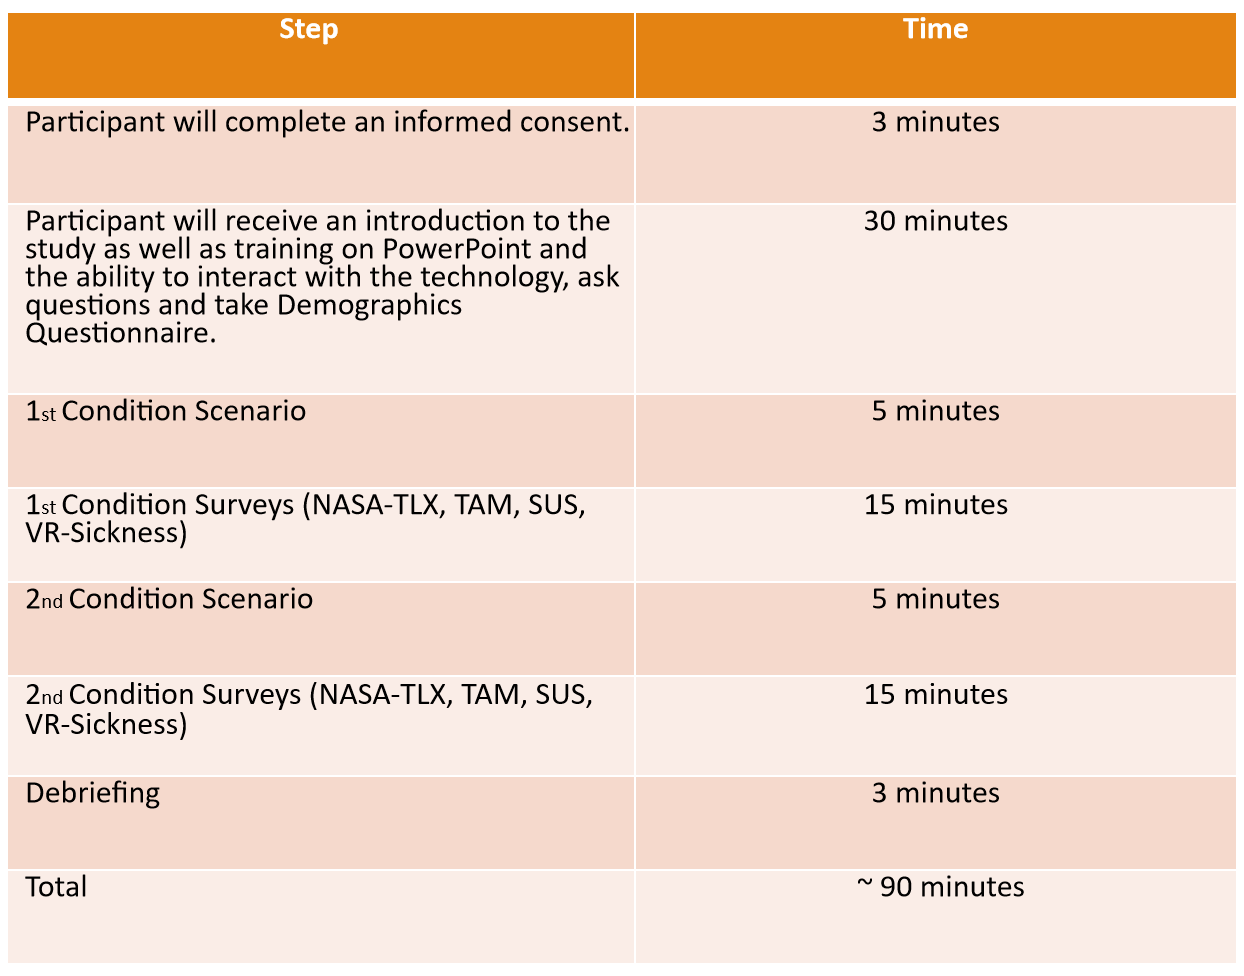 Step
Time
Participant will complete an informed consent.
3 minutes
Participant will receive an introduction to the
study as well as training on PowerPoint and
the ability to interact with the technology, ask
questions and take Demographics
Questionnaire.
30 minutes
1st Condition Scenario
5 minutes
1st Condition Surveys (NASA-TLX, TAM, SUS,
VR-Sickness)
15 minutes
2nd Condition Scenario
5 minutes
2nd Condition Surveys (NASA-TLX, TAM, SUS,
VR-Sickness)
15 minutes
Debriefing
3 minutes
Total
~ 90 minutes